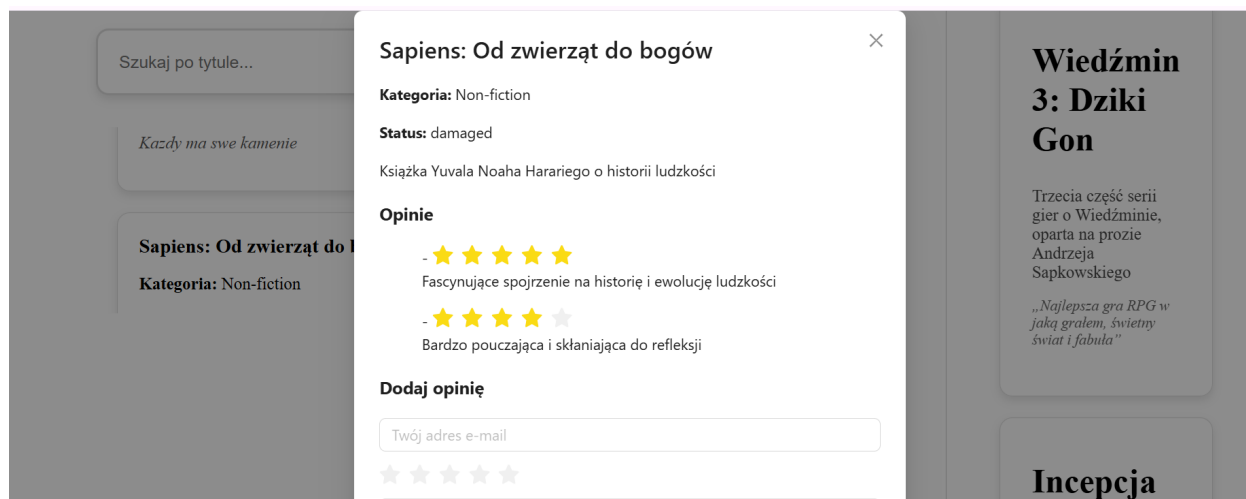 Szukaj po tytule...
Kazdy ma swe kamenie
Sapiens: Od zwierząt do
Kategoria: Non-fiction
Sapiens: Od zwierząt do bogów
Kategoria: Non-fiction
Status: damaged
Książka Yuvala Noaha Harariego o historii ludzkości
Opinie
-
Fascynujące spojrzenie na historię i ewolucję ludzkości
-
Bardzo pouczająca i skłaniająca do refleksji
Dodaj opinię
Twój adres e-mail
Wiedźmin
3: Dziki
Gon
Trzecia część serii
gier o Wiedźminie,
oparta na prozie
Andrzeja
Sapkowskiego
„Najlepsza gra RPG w
jaką grałem, świetny
świat i fabuła”
Incepcja